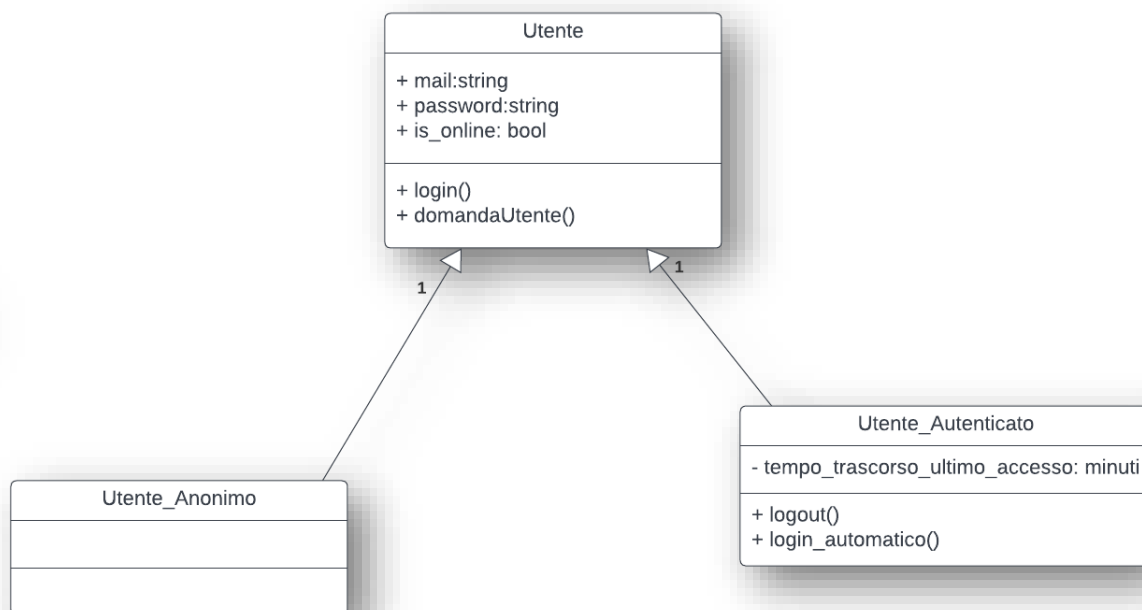 Utente
+ mail:string
+ password:string
+ is_online: bool
+ login()
+ domandaUtente()
1
1
Utente_Autenticato
- tempo_trascorso_ultimo_accesso: minuti
+ logout()
+ login_automatico()
Utente_Anonimo